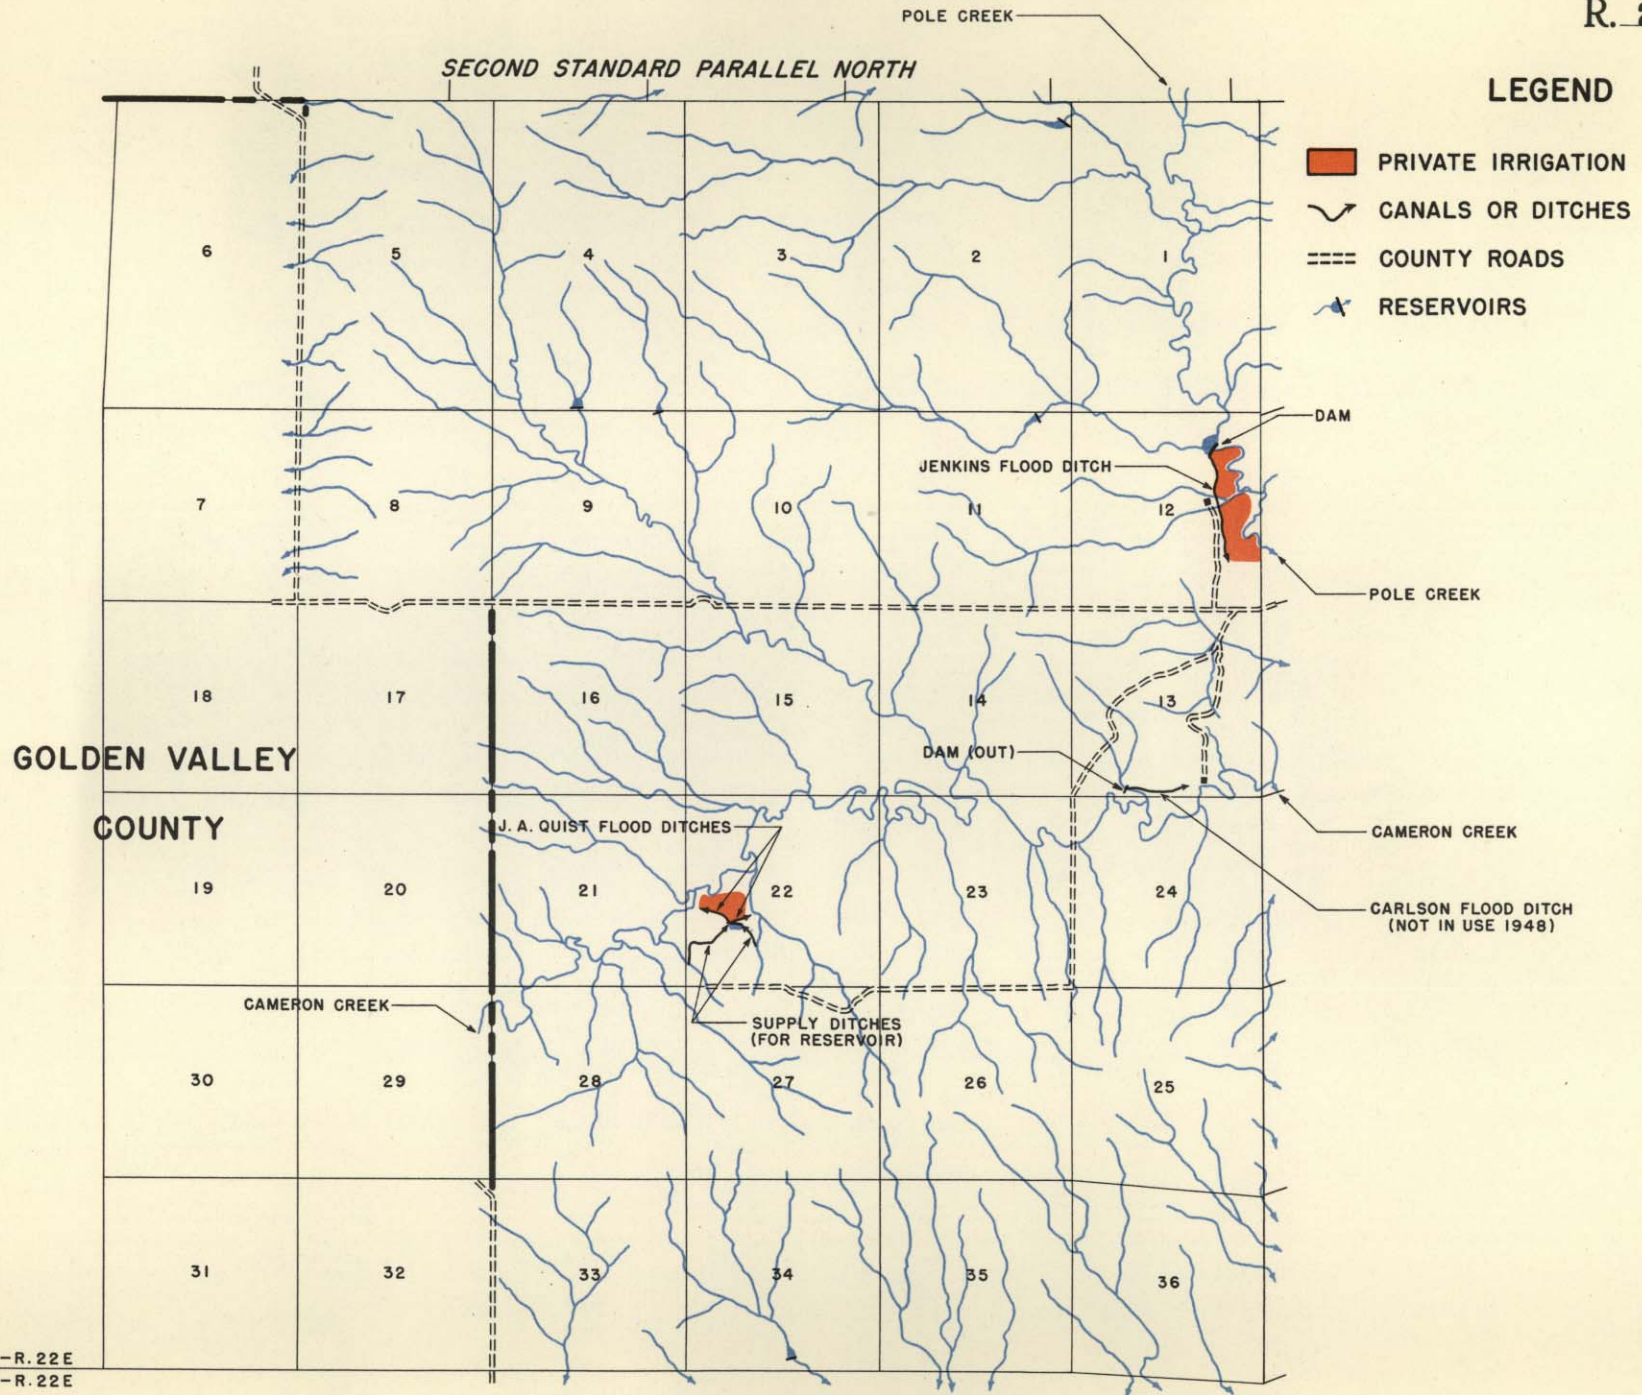 POLE CREEK
R. 2
SECOND STANDARD PARALLEL NORTH
LEGEND
PRIVATE IRRIGATION
CANALS OR DITCHES
COUNTY ROADS
RESERVOIRS
6 5 4 3 2 1
DAM
JENKINS FLOOD DITCH
7 8 9 10 11 12
POLE CREEK
18 17 16 15 14 13
GOLDEN VALLEY
COUNTY
DAM (OUT)
J. A. QUIST FLOOD DITCHES
CAMERON CREEK
19 20 21 22 23 24
CARLSON FLOOD DITCH
(NOT IN USE 1948)
CAMERON CREEK
SUPPLY DITCHES
(FOR RESERVOIR)
30 29 28 27 26 25
31 32 33 34 35 36
-R. 22 E
-R. 22 E